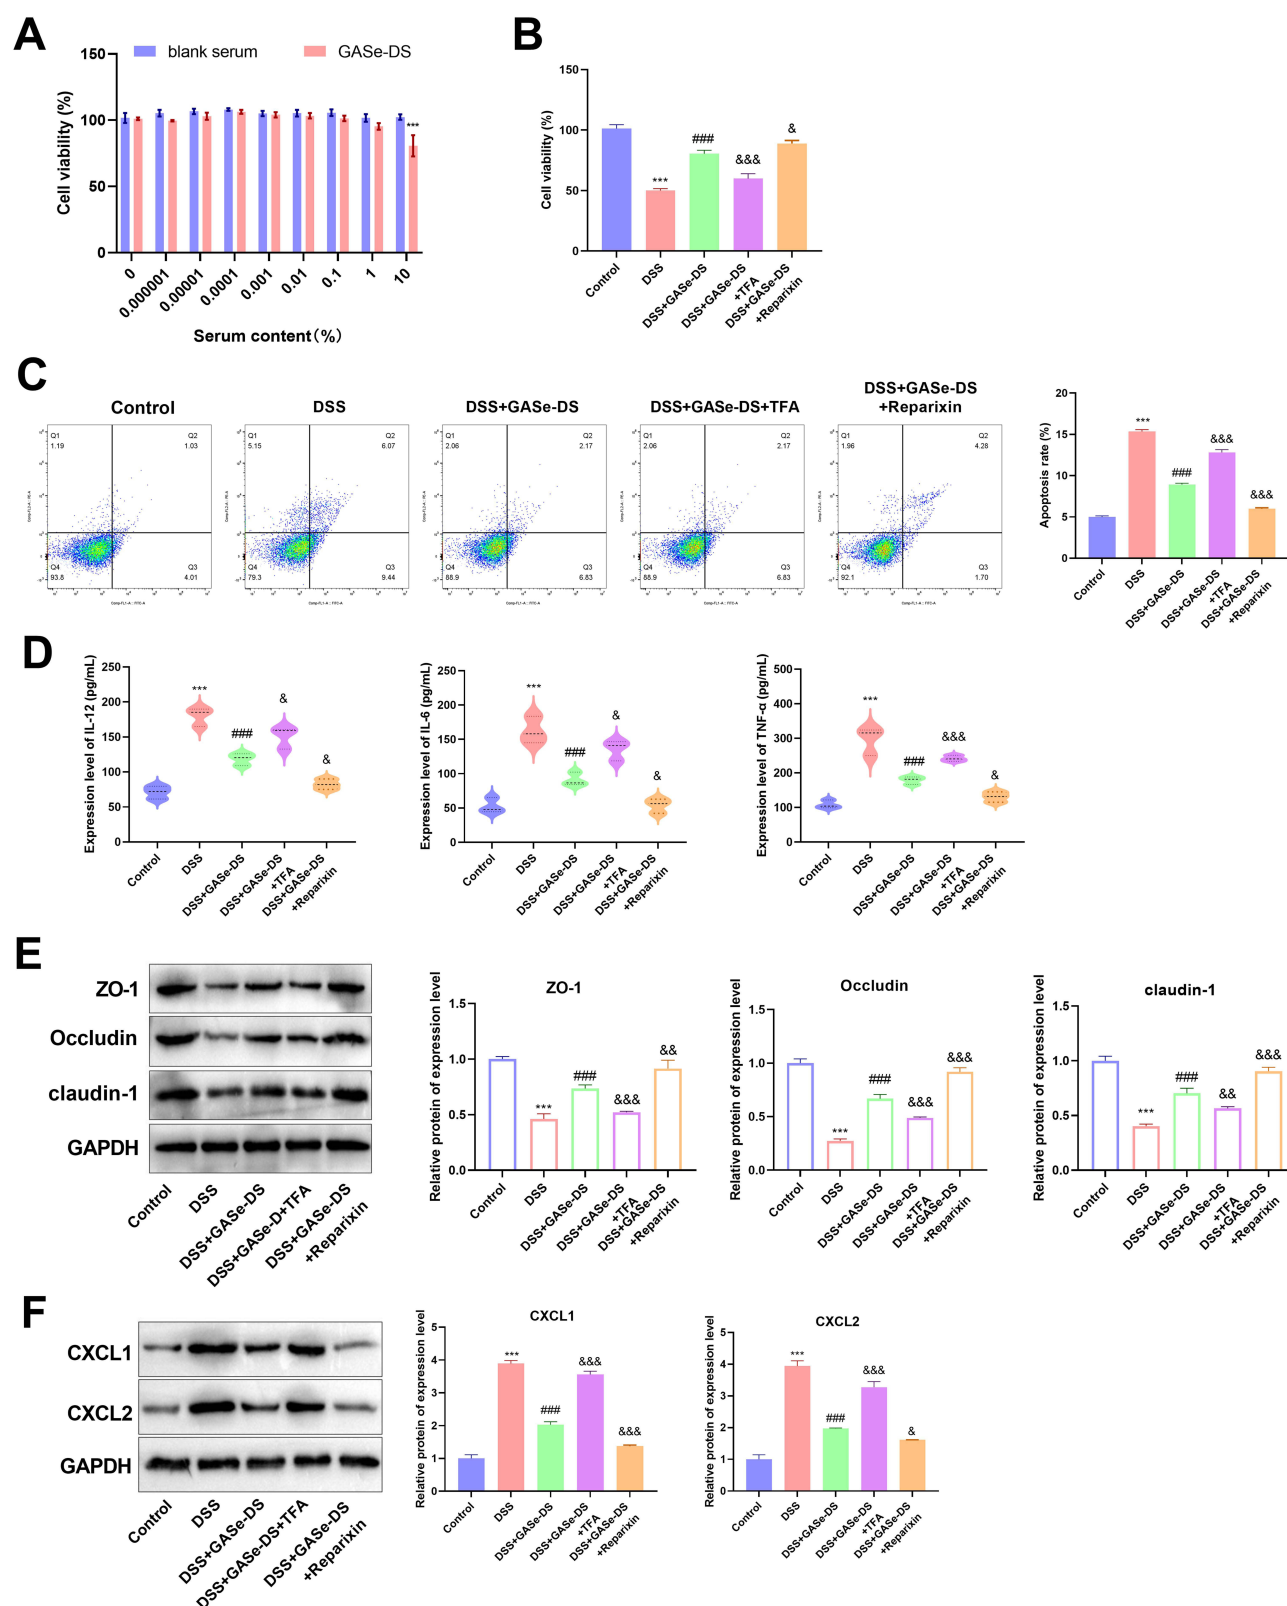 A
blank serum
GASe-DS
Cell viability (%)
150
100
50
0
***
0
0.000001
0.00001
0.0001
0.001
0.01
0.1
1
10
Serum content(%)
B
Cell viability (%)
150
100
50
0
***
###
&&&
&
Control
DSS
DSS+GASe-DS
DSS+GASe-DS
+TFA
DSS+GASe-DS
+Reparixin
C
Control
Q1
1.19
Q2
1.03
Q4
93.8
Q3
4.01
Comp-FL1-A :: FITC-A
DSS
Q1
5.15
Q2
6.07
Q4
79.3
Q3
9.44
Comp-FL1-A :: FITC-A
DSS+GASe-DS
Q1
2.06
Q2
2.17
Q4
88.9
Q3
6.83
Comp-FL1-A :: FITC-A
DSS+GASe-DS+TFA
Q1
2.06
Q2
2.17
Q4
88.9
Q3
6.83
Comp-FL1-A :: FITC-A
DSS+GASe-DS
+Reparixin
Q1
1.96
Q2
4.28
Q4
92.1
Q3
1.70
Comp-FL1-A :: FITC-A
Apoptosis rate (%)
20
15
10
5
0
***
###
&&&
&&&
Control
DSS
DSS+GASe-DS
DSS+GASe-DS
+TFA
DSS+GASe-DS
+Reparixin
D
Expression level of IL-12 (pg/mL)
250
200
150
100
50
0
***
###
&
&
Control
DSS
DSS+GASe-DS
DSS+GASe-DS
+TFA
DSS+GASe-DS
+Reparixin
Expression level of IL-6 (pg/mL)
250
200
150
100
50
0
***
###
&
&
Control
DSS
DSS+GASe-DS
DSS+GASe-DS
+TFA
DSS+GASe-DS
+Reparixin
Expression level of TNF-α (pg/mL)
500
400
300
200
100
0
***
###
&&&
&
Control
DSS
DSS+GASe-DS
DSS+GASe-DS
+TFA
DSS+GASe-DS
+Reparixin
E
ZO-1
Occludin
claudin-1
GAPDH
Control
DSS
DSS+GASe-DS
DSS+GASe-D+TFA
DSS+GASe-DS
+Reparixin
ZO-1
Relative protein of expression level
1.5
1.0
0.5
0.0
***
###
&&&
&&
Control
DSS
DSS+GASe-DS
DSS+GASe-DS
+TFA
DSS+GASe-DS
+Reparixin
Occludin
Relative protein of expression level
1.5
1.0
0.5
0.0
***
###
&&&
&&&
Control
DSS
DSS+GASe-DS
DSS+GASe-DS
+TFA
DSS+GASe-DS
+Reparixin
claudin-1
Relative protein of expression level
1.5
1.0
0.5
0.0
***
###
&&
&&&
Control
DSS
DSS+GASe-DS
DSS+GASe-DS
+TFA
DSS+GASe-DS
+Reparixin
F
CXCL1
CXCL2
GAPDH
Control
DSS
DSS+GASe-DS
DSS+GASe-DS+TFA
DSS+GASe-DS
+Reparixin
CXCL1
Relative protein of expression level
5
4
3
2
1
0
***
###
&&&
&&&
Control
DSS
DSS+GASe-DS
DSS+GASe-DS
+TFA
DSS+GASe-DS
+Reparixin
CXCL2
Relative protein of expression level
5
4
3
2
1
0
***
###
&&&
&
Control
DSS
DSS+GASe-DS
DSS+GASe-DS
+TFA
DSS+GASe-DS
+Reparixin